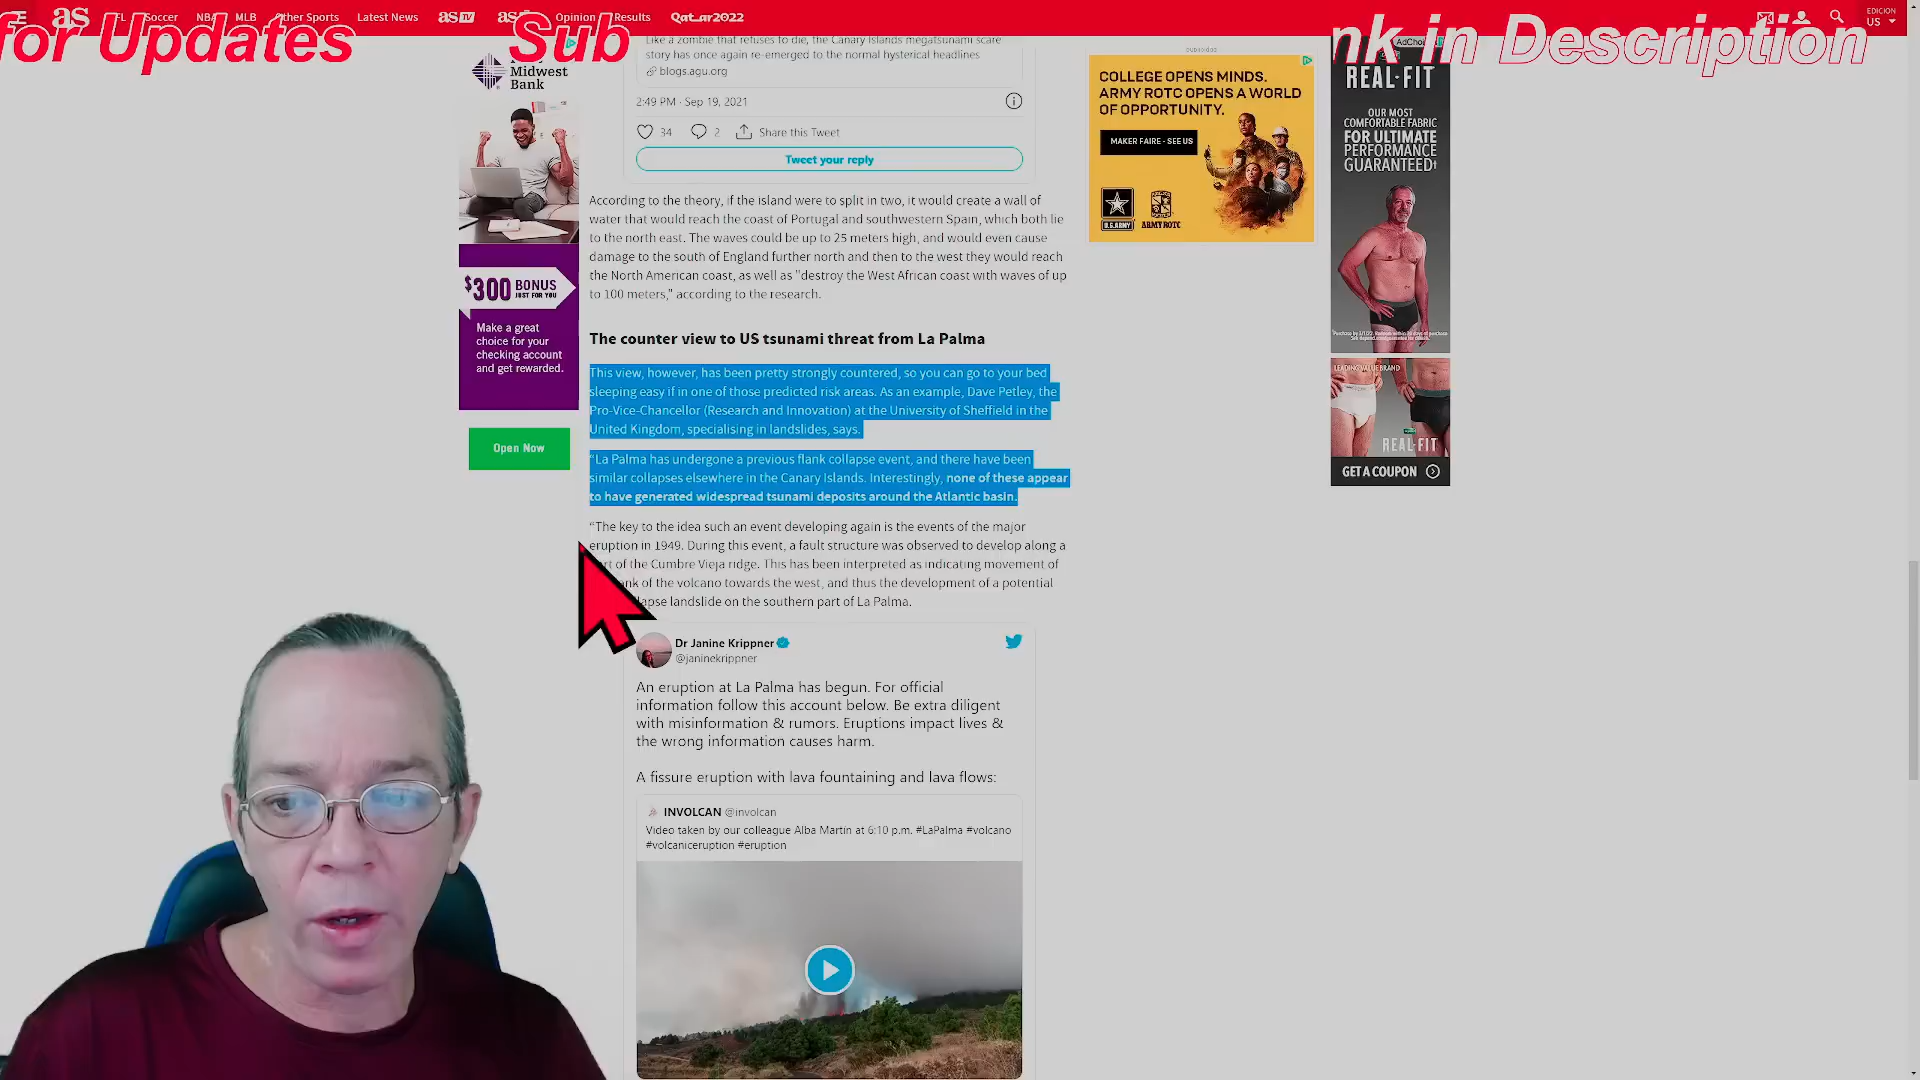 as
Soccer
NBA
MLB
Other Sports
Latest News
as TV
as
Opinion
Results
Qatar2022
EDICION
US
for Updates
Sub
nk in Description
Midwest
Bank
$300 BONUS
JUST FOR YOU
Make a great
choice for your
checking account
and get rewarded.
Open Now
Like a zombie that refuses to die, the Canary Islands megatsunami scare
story has once again re-emerged to the normal hysterical headlines
blogs.agu.org
2:49 PM · Sep 19, 2021
34
2
Share this Tweet
Tweet your reply
According to the theory, if the island were to split in two, it would create a wall of
water that would reach the coast of Portugal and southwestern Spain, which both lie
to the north east. The waves could be up to 25 meters high, and would even cause
damage to the south of England further north and then to the west they would reach
the North American coast, as well as "destroy the West African coast with waves of up
to 100 meters," according to the research.
The counter view to US tsunami threat from La Palma
This view, however, has been pretty strongly countered, so you can go to your bed
sleeping easy if in one of those predicted risk areas. As an example, Dave Petley, the
Pro-Vice-Chancellor (Research and Innovation) at the University of Sheffield in the
United Kingdom, specialising in landslides, says.
“La Palma has undergone a previous flank collapse event, and there have been
similar collapses elsewhere in the Canary Islands. Interestingly, none of these appear
to have generated widespread tsunami deposits around the Atlantic basin.
“The key to the idea such an event developing again is the events of the major
eruption in 1949. During this event, a fault structure was observed to develop along a
of the Cumbre Vieja ridge. This has been interpreted as indicating movement of
of the volcano towards the west, and thus the development of a potential
landslide on the southern part of La Palma.
Dr Janine Krippner
@janinekrippner
An eruption at La Palma has begun. For official
information follow this account below. Be extra diligent
with misinformation & rumors. Eruptions impact lives &
the wrong information causes harm.
A fissure eruption with lava fountaining and lava flows:
INVOLCAN @involcan
Video taken by our colleague Alba Martín at 6:10 p.m. #LaPalma #volcano
#volcaniceruption #eruption
COLLEGE OPENS MINDS.
ARMY ROTC OPENS A WORLD
OF OPPORTUNITY.
MAKER FAIRE - SEE US
U.S.ARMY
ARMY ROTC
REAL·FIT
OUR MOST
COMFORTABLE FABRIC
FOR ULTIMATE
PERFORMANCE
GUARANTEED†
LEADING VALUE BRAND
REAL·FIT
GET A COUPON